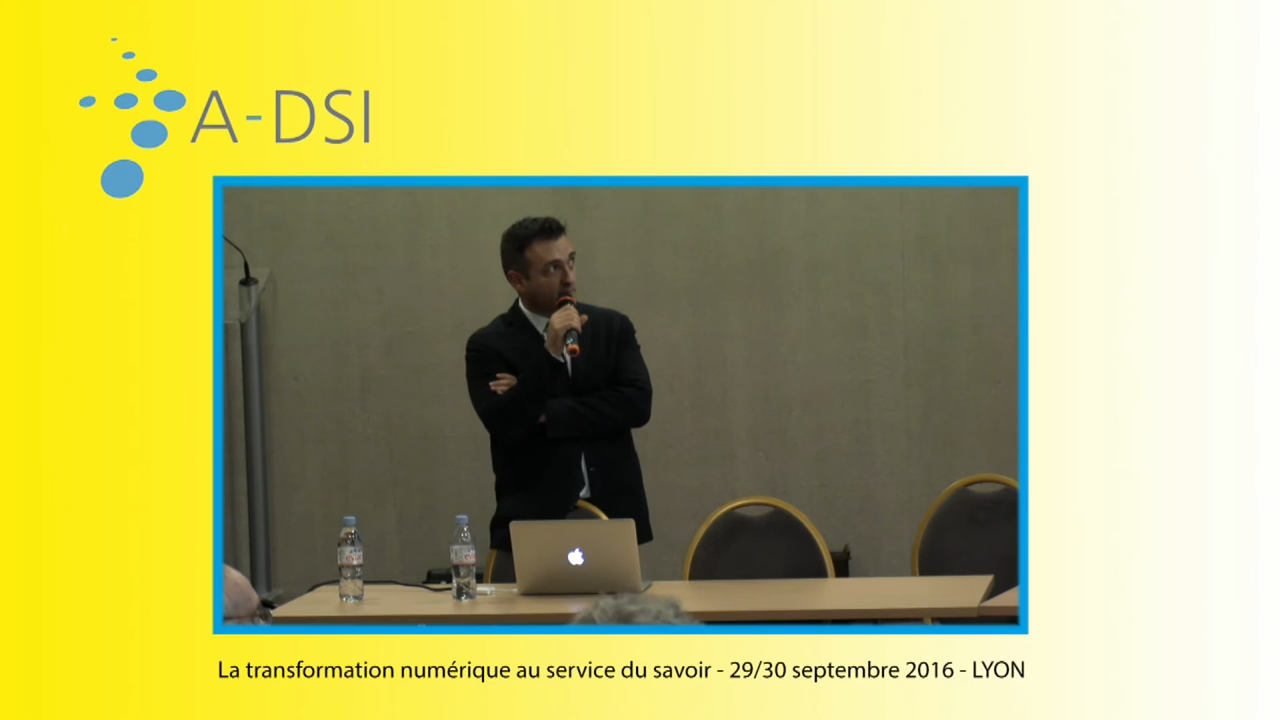 A-DSI
La transformation numérique au service du savoir - 29/30 septembre 2016 - LYON